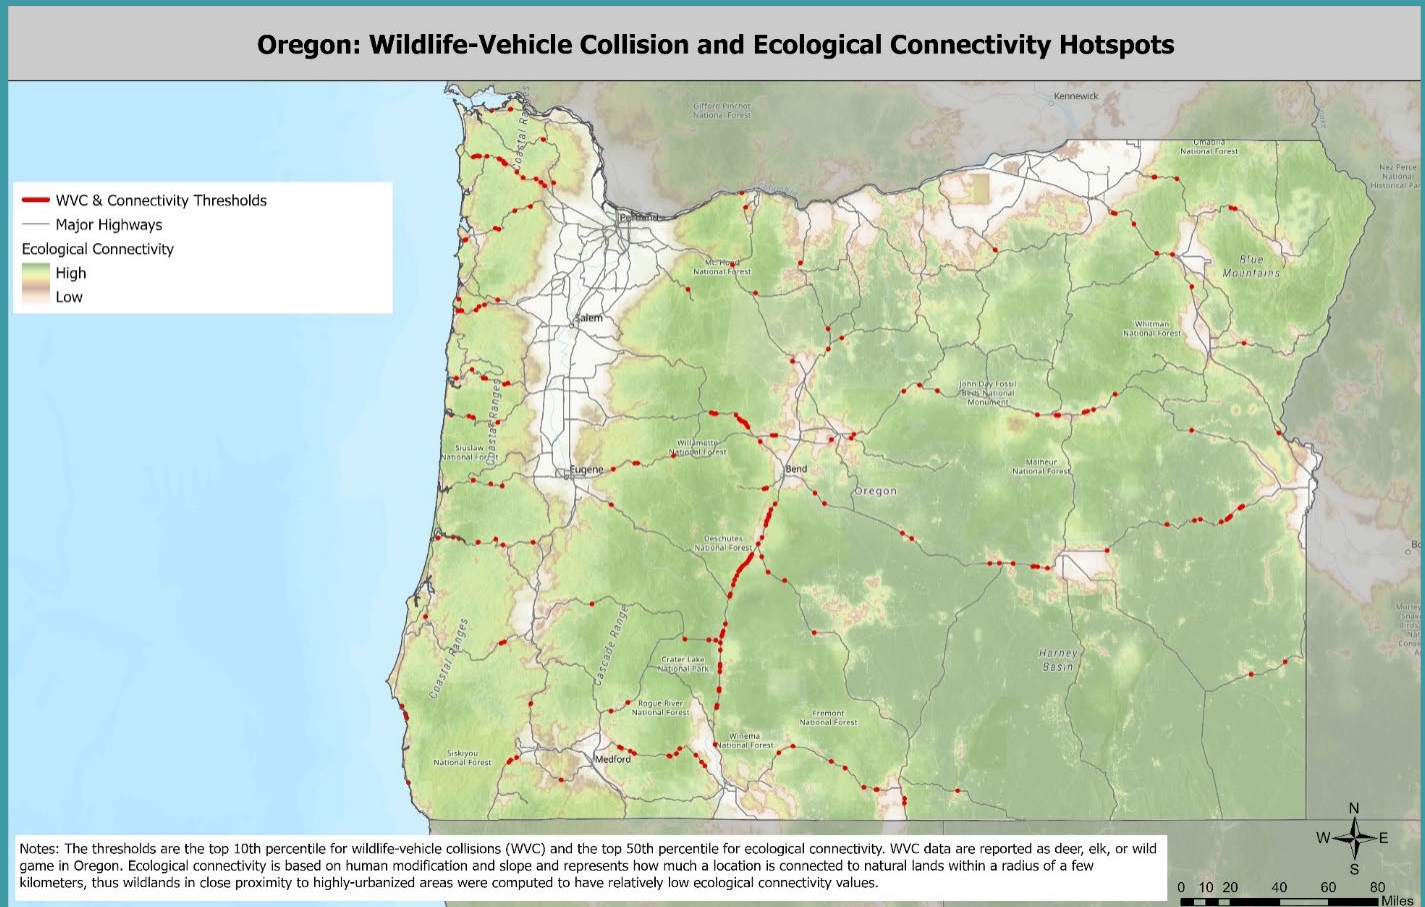 Oregon: Wildlife-Vehicle Collision and Ecological Connectivity Hotspots
Kennewick
Gifford Pinchot
National Forest
Coastal Ranges
Umatilla
National Forest
Nez Perce
National
Historical Par
WVC & Connectivity Thresholds
Major Highways
Ecological Connectivity
High
Low
Portland
Mt. Hood
National Forest
Blue
Mountains
Salem
Whitman
National Forest
John Day Fossil
Beds National
Monument
Coastal Ranges
Siuslaw
National Forest
Willamette
National Forest
Eugene
Bend
Malheur
National Forest
Oregon
Deschutes
National Forest
Bo
Cascade Range
Coastal Ranges
Crater Lake
National Park
Harney
Basin
Rogue River
National Forest
Fremont
National Forest
Winema
National Forest
Siskiyou
National Forest
Medford
N
W
E
S
Notes: The thresholds are the top 10th percentile for wildlife-vehicle collisions (WVC) and the top 50th percentile for ecological connectivity. WVC data are reported as deer, elk, or wild
game in Oregon. Ecological connectivity is based on human modification and slope and represents how much a location is connected to natural lands within a radius of a few
kilometers, thus wildlands in close proximity to highly-urbanized areas were computed to have relatively low ecological connectivity values.
0 10 20 40 60 80
Miles